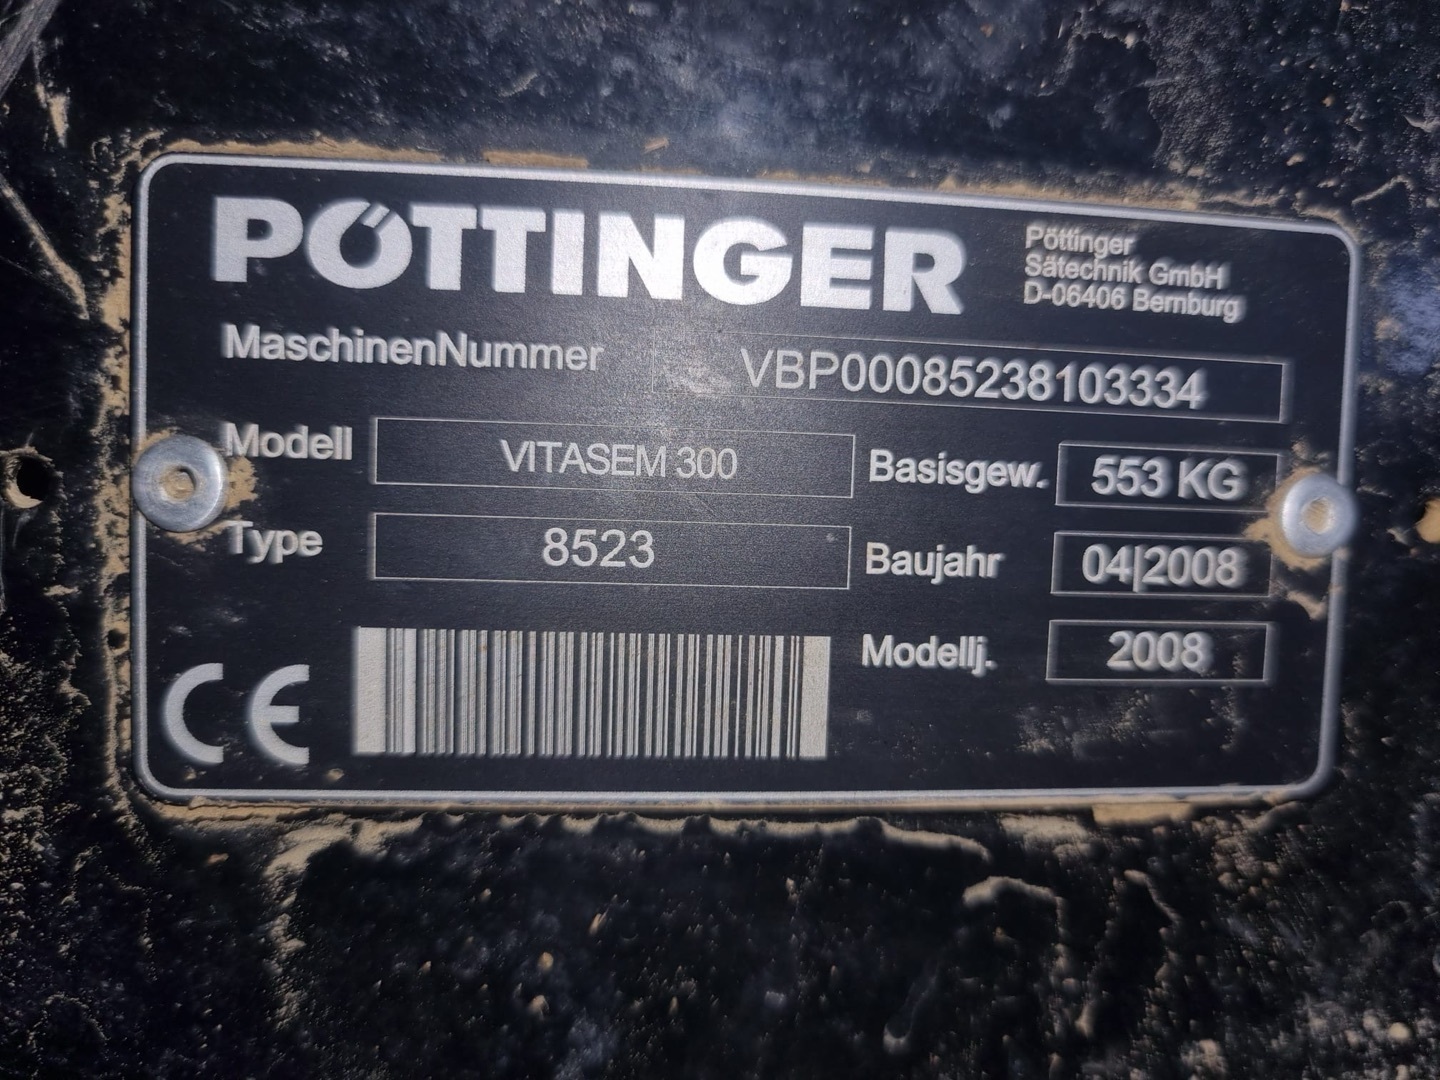 PÖTTINGER
Pöttinger
Sätechnik GmbH
D-06406 Bernburg
MaschinenNummer VBP00085238103334
Modell VITASEM 300 Basisgew. 553 KG
Type 8523 Baujahr 04|2008
Modellj. 2008
CE